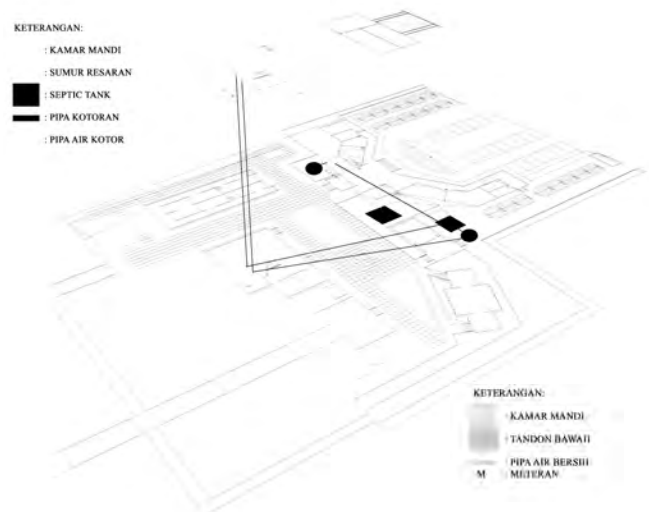 KETERANGAN:
: KAMAR MANDI
: SUMUR RESARAN
: SEPTIC TANK
: PIPA KOTORAN
: PIPA AIR KOTOR
KETERANGAN:
: KAMAR MANDI
: TANDON BAWAH
: PIPA AIR BERSIH
M : METERAN